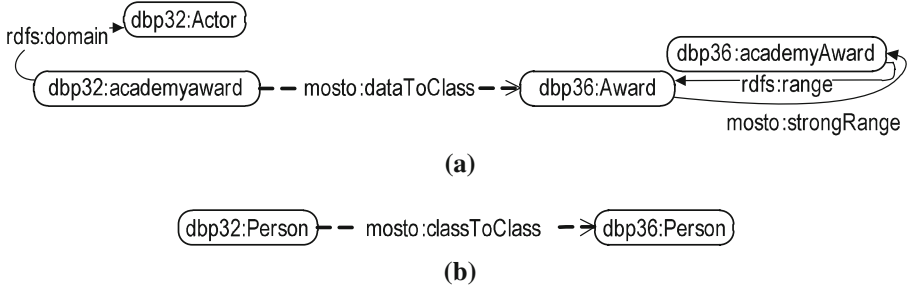 dbp32:Actor
rdfs:domain
dbp36:academyAward
dbp32:academyaward
mosto:dataToClass
dbp36:Award
rdfs:range
mosto:strongRange
(a)
dbp32:Person
mosto:classToClass
dbp36:Person
(b)